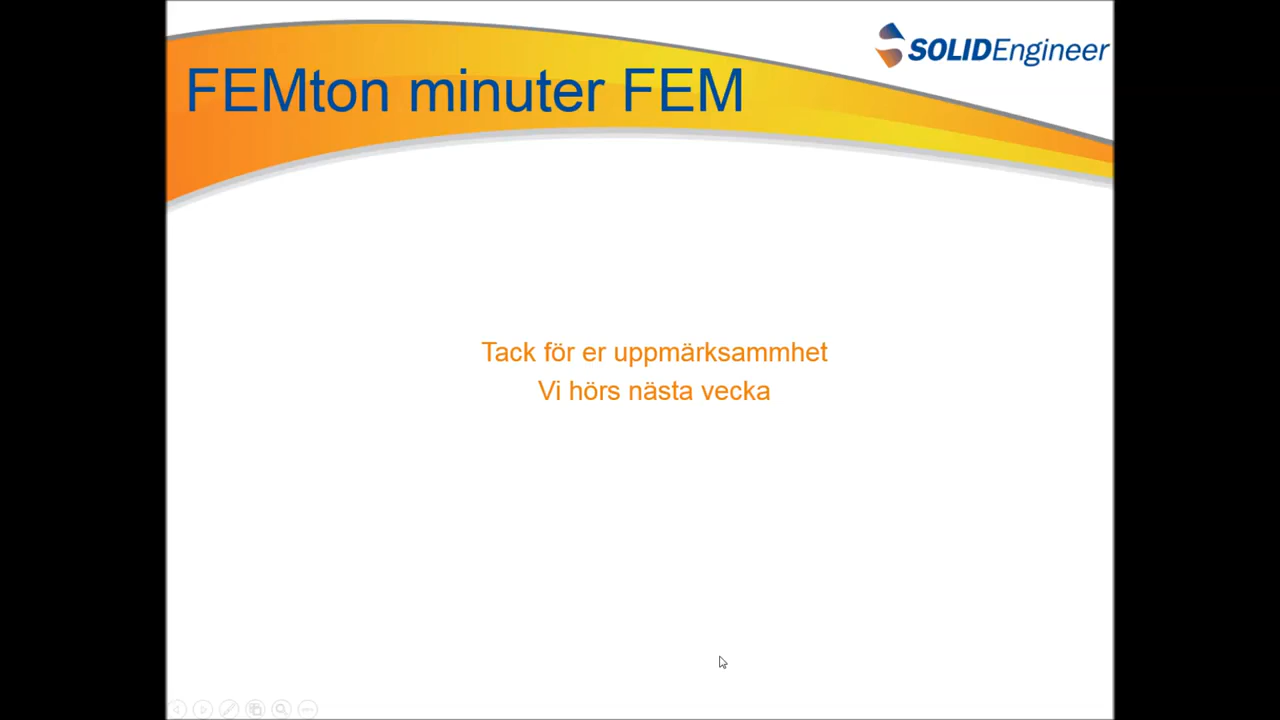 SOLIDEngineer
FEMton minuter FEM
Tack för er uppmärksammhet
Vi hörs nästa vecka